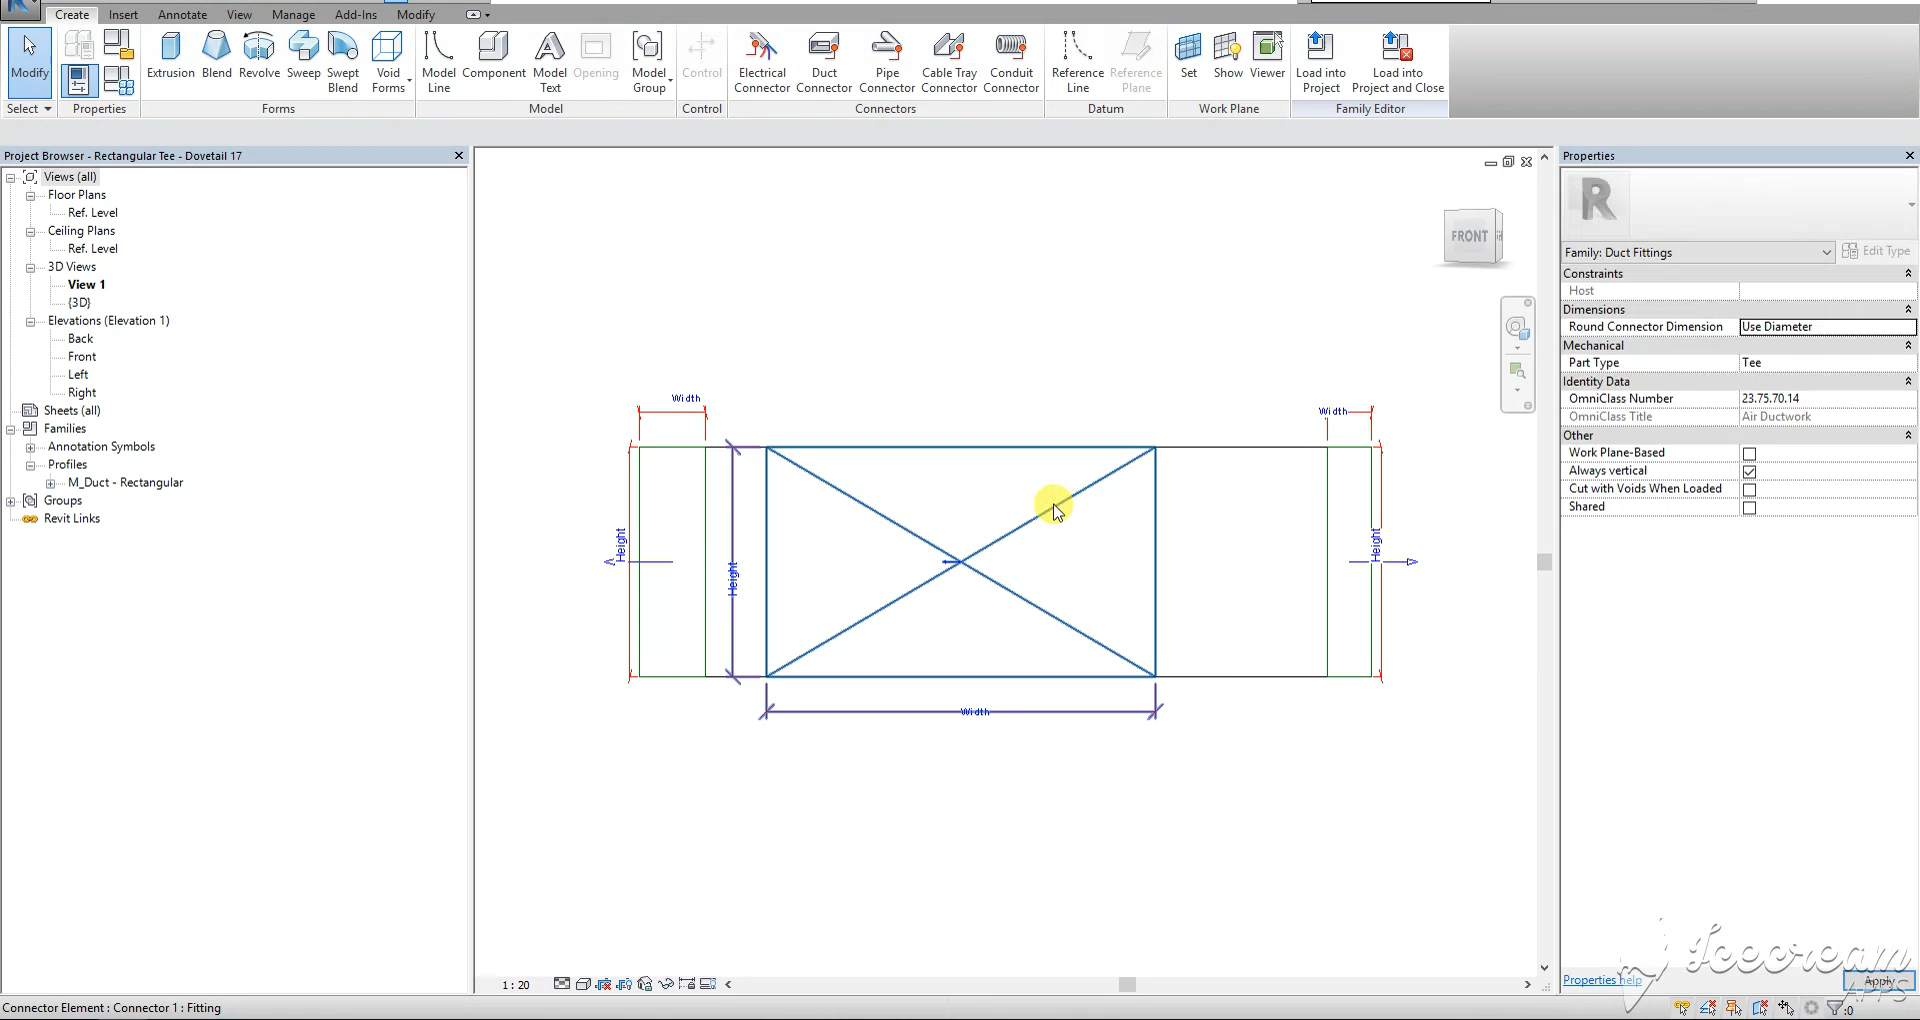 Create Insert Annotate View Manage Add-Ins Modify
Modify
Extrusion Blend Revolve Sweep Swept Blend Void Forms
Model Line Component Model Text Opening Model Group
Control
Electrical Connector Duct Connector Pipe Connector Cable Tray Connector Conduit Connector
Reference Line Reference Plane
Set Show Viewer
Load into Project Load into Project and Close
Select Properties Forms Model Control Connectors Datum Work Plane Family Editor
Project Browser - Rectangular Tee - Dovetail 17
Views (all)
Floor Plans
Ref. Level
Ceiling Plans
Ref. Level
3D Views
View 1
{3D}
Elevations (Elevation 1)
Back
Front
Left
Right
Sheets (all)
Families
Annotation Symbols
Profiles
M_Duct - Rectangular
Groups
Revit Links
FRONT
Width
Width
Height
Height
Height
Width
1 : 20
Properties
R
Family: Duct Fittings
Edit Type
Constraints
Host
Dimensions
Round Connector Dimension Use Diameter
Mechanical
Part Type Tee
Identity Data
OmniClass Number 23.75.70.14
OmniClass Title Air Ductwork
Other
Work Plane-Based
Always vertical
Cut with Voids When Loaded
Shared
Properties help
Apply
Icecream
APPS
Connector Element : Connector 1 : Fitting
:0